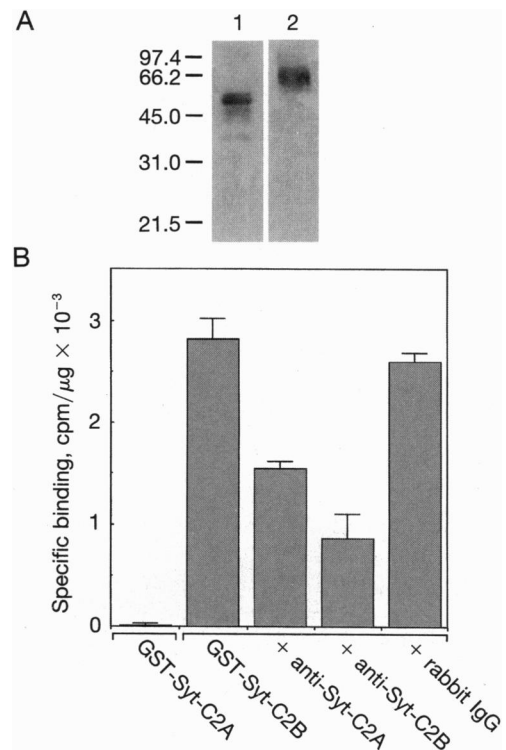 A
1 2
97.4
66.2
45.0
31.0
21.5
B
Specific binding, cpm/µg × 10⁻³
3
2
1
0
GST-Syt-C2A
GST-Syt-C2B
× anti-Syt-C2A
× anti-Syt-C2B
× rabbit IgG